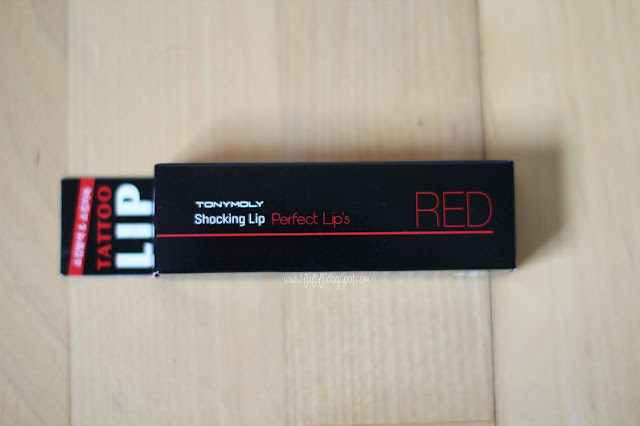 TONYMOLY
Shocking Lip Perfect Lip's
RED
TATTOO
LIP